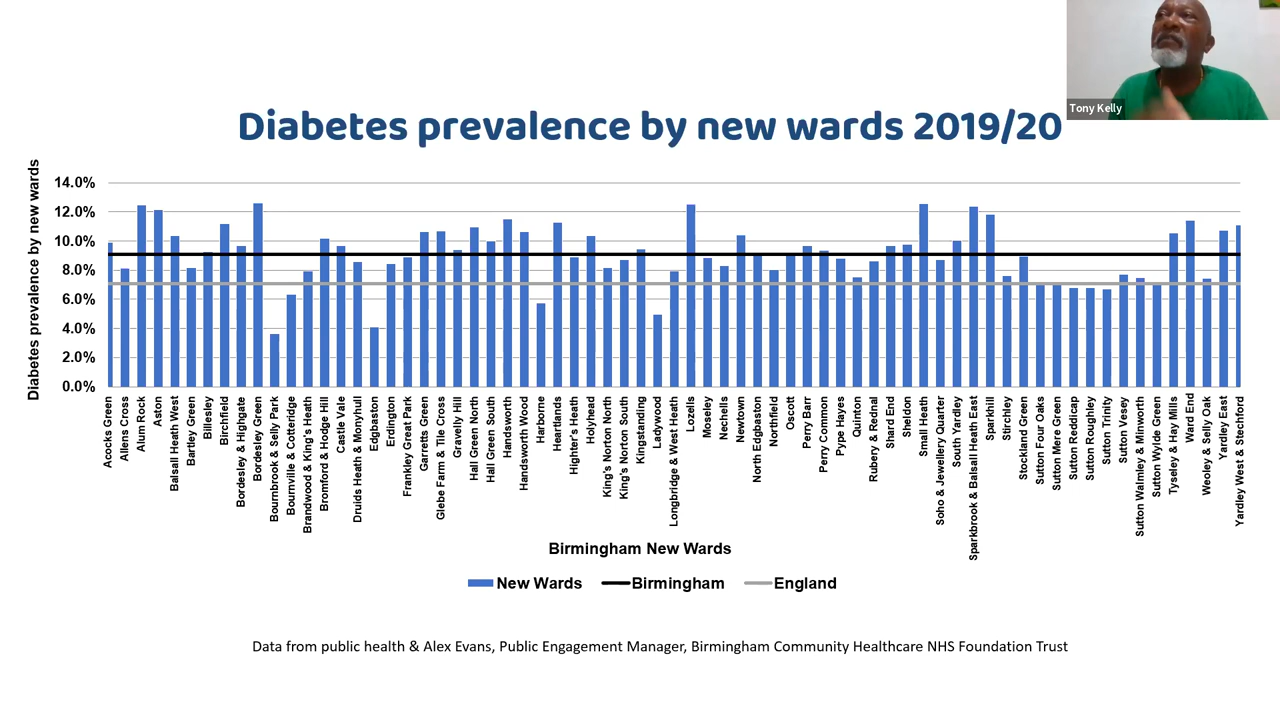 Tony Kelly
Diabetes prevalence by new wards 2019/20
Diabetes prevalence by new wards
14.0%
12.0%
10.0%
8.0%
6.0%
4.0%
2.0%
0.0%
Acocks Green
Allens Cross
Alum Rock
Aston
Balsall Heath West
Bartley Green
Billesley
Birchfield
Bordesley & Highgate
Bordesley Green
Bournbrook & Selly Park
Bournville & Cotteridge
Brandwood & King's Heath
Bromford & Hodge Hill
Castle Vale
Druids Heath & Monyhull
Edgbaston
Erdington
Frankley Great Park
Garretts Green
Glebe Farm & Tile Cross
Gravelly Hill
Hall Green North
Hall Green South
Handsworth
Handsworth Wood
Harborne
Heartlands
Highter's Heath
Holyhead
King's Norton North
King's Norton South
Kingstanding
Ladywood
Longbridge & West Heath
Lozells
Moseley
Nechells
Newtown
North Edgbaston
Northfield
Oscott
Perry Barr
Perry Common
Pype Hayes
Quinton
Rubery & Rednal
Shard End
Sheldon
Small Heath
Soho & Jewellery Quarter
South Yardley
Sparkbrook & Balsall Heath East
Sparkhill
Stirchley
Stockland Green
Sutton Four Oaks
Sutton Mere Green
Sutton Reddicap
Sutton Roughley
Sutton Trinity
Sutton Vesey
Sutton Walmley & Minworth
Sutton Wylde Green
Tyseley & Hay Mills
Ward End
Weoley & Selly Oak
Yardley East
Yardley West & Stechford
Birmingham New Wards
New Wards
Birmingham
England
Data from public health & Alex Evans, Public Engagement Manager, Birmingham Community Healthcare NHS Foundation Trust